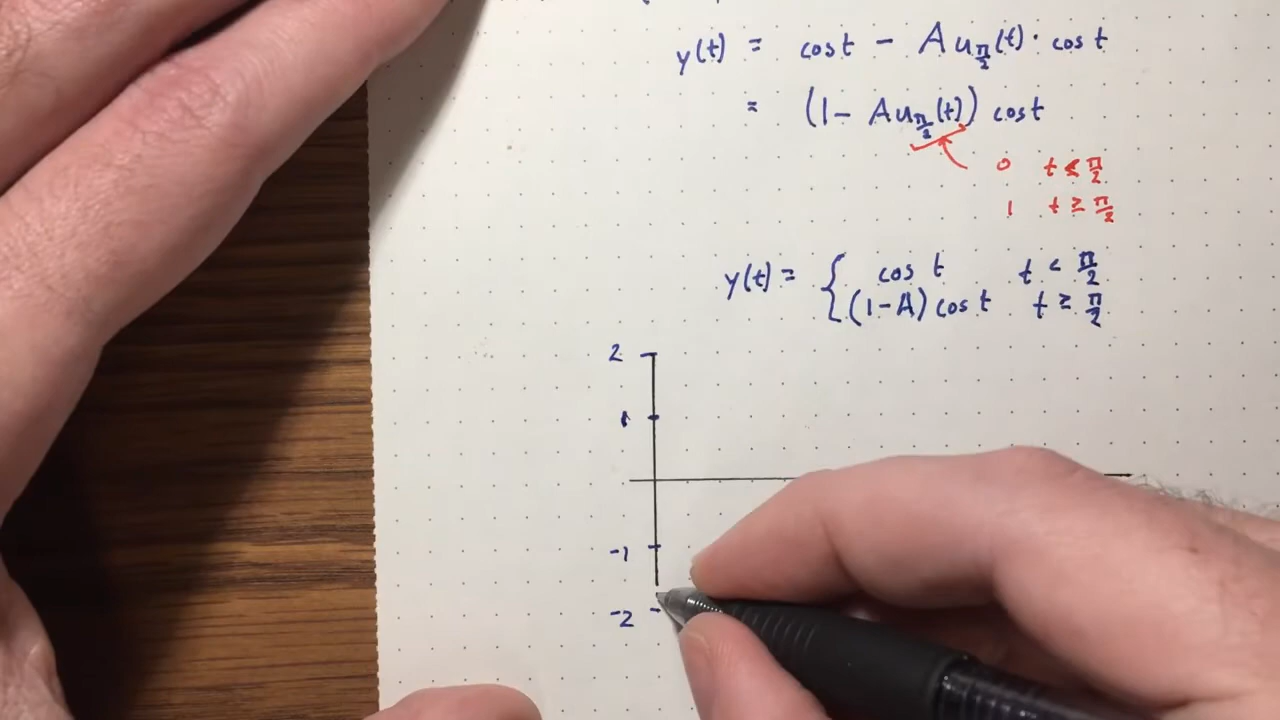 y(t) = cos t - A u_{π/2}(t) · cos t
= (1 - A u_{π/2}(t)) cos t
0 t < π/2
1 t ≥ π/2
y(t) = { cos t t < π/2
(1-A) cos t t ≥ π/2
2
1
-1
-2